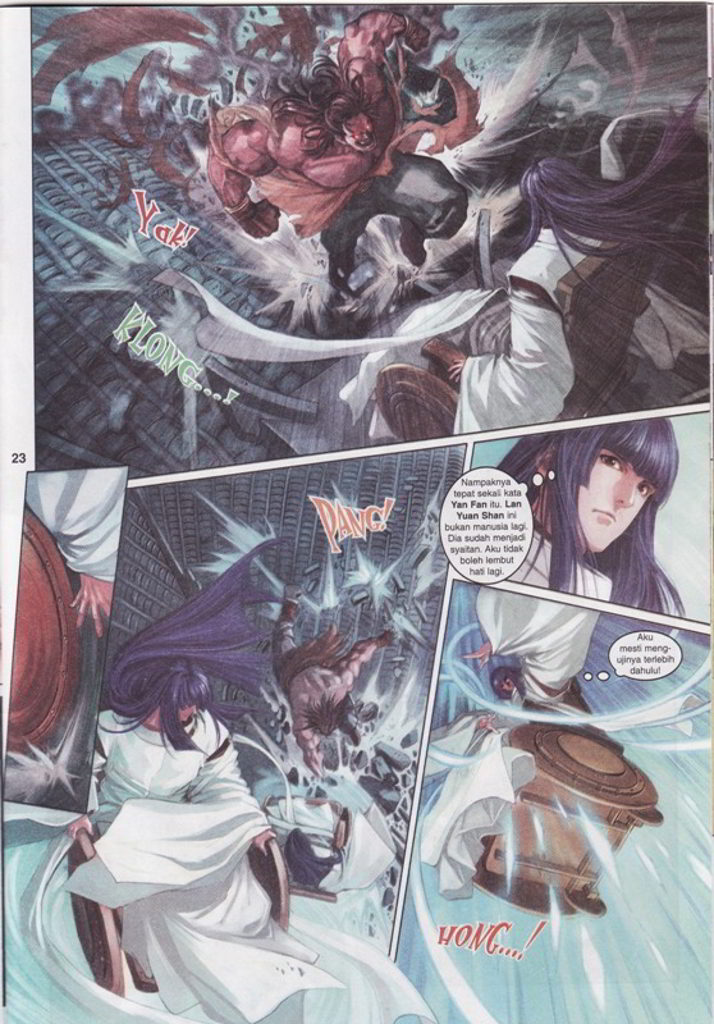 Yak!
KLONG...!
23
Nampaknya
tepat sekali kata
Yan Fan itu. Lan
Yuan Shan ini
bukan manusia lagi.
Dia sudah menjadi
syaitan. Aku tidak
boleh lembut
hati lagi.
PANG!
Aku
mesti meng-
ujinya terlebih
dahulu!
HONG...!